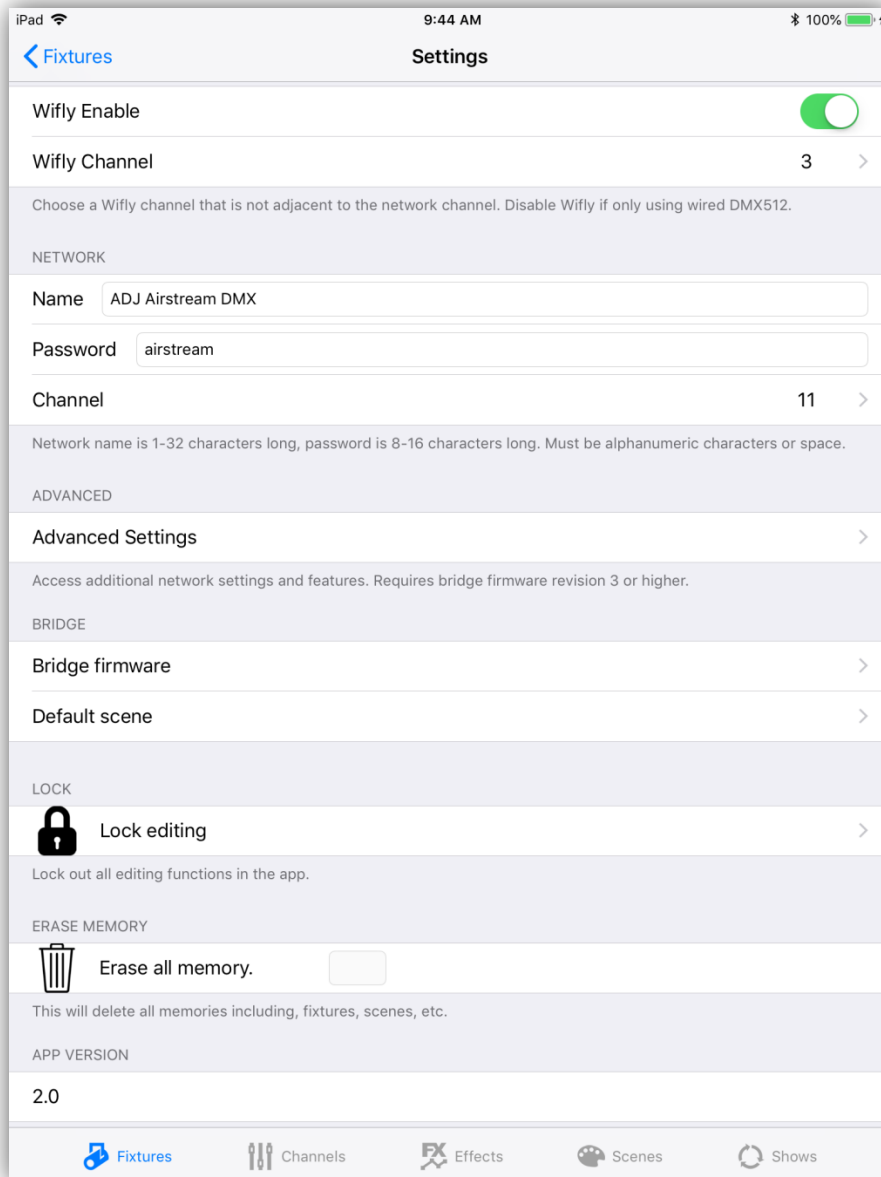 iPad 9:44 AM 100%
Fixtures Settings
Wifly Enable
Wifly Channel 3
Choose a Wifly channel that is not adjacent to the network channel. Disable Wifly if only using wired DMX512.
NETWORK
Name ADJ Airstream DMX
Password airstream
Channel 11
Network name is 1-32 characters long, password is 8-16 characters long. Must be alphanumeric characters or space.
ADVANCED
Advanced Settings
Access additional network settings and features. Requires bridge firmware revision 3 or higher.
BRIDGE
Bridge firmware
Default scene
LOCK
Lock editing
Lock out all editing functions in the app.
ERASE MEMORY
Erase all memory.
This will delete all memories including, fixtures, scenes, etc.
APP VERSION
2.0
Fixtures Channels FX Effects Scenes Shows